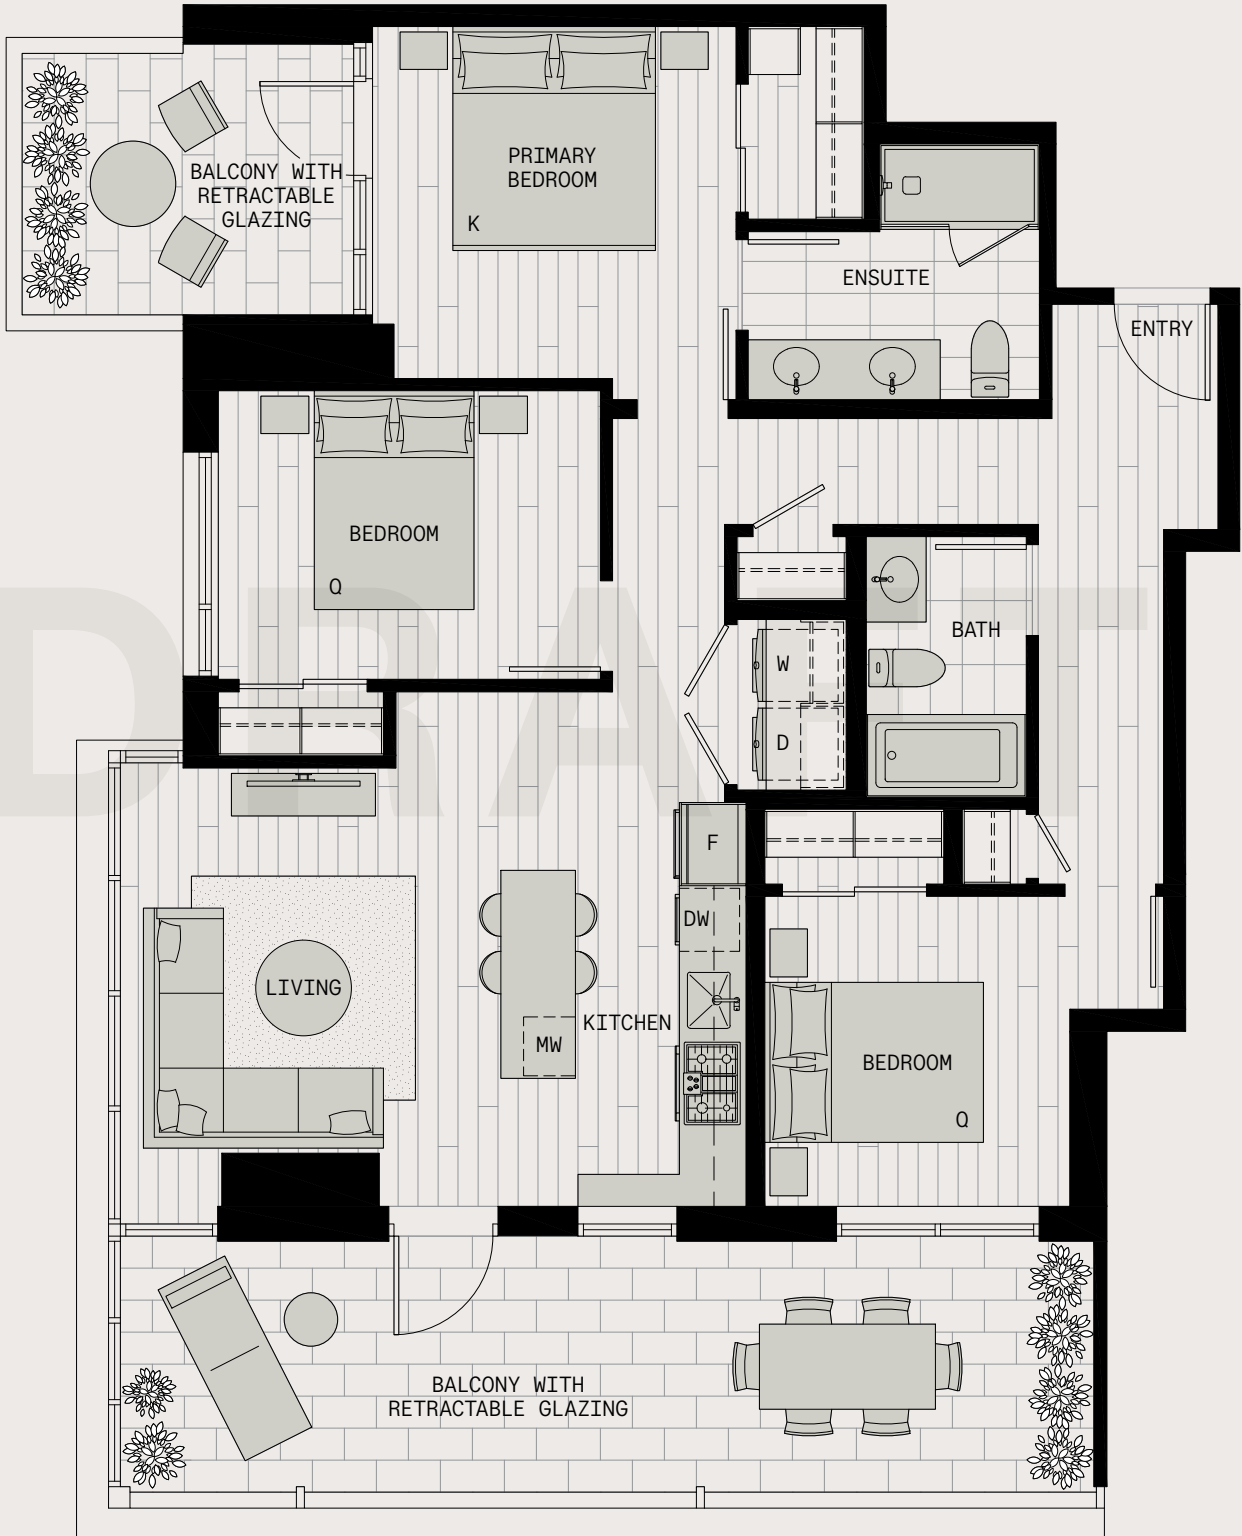 PRIMARY
BEDROOM
K
BALCONY WITH
RETRACTABLE
GLAZING
ENSUITE
ENTRY
BEDROOM
Q
DRAFT
BATH
W
D
F
DW
LIVING
KITCHEN
MW
BEDROOM
Q
BALCONY WITH
RETRACTABLE GLAZING